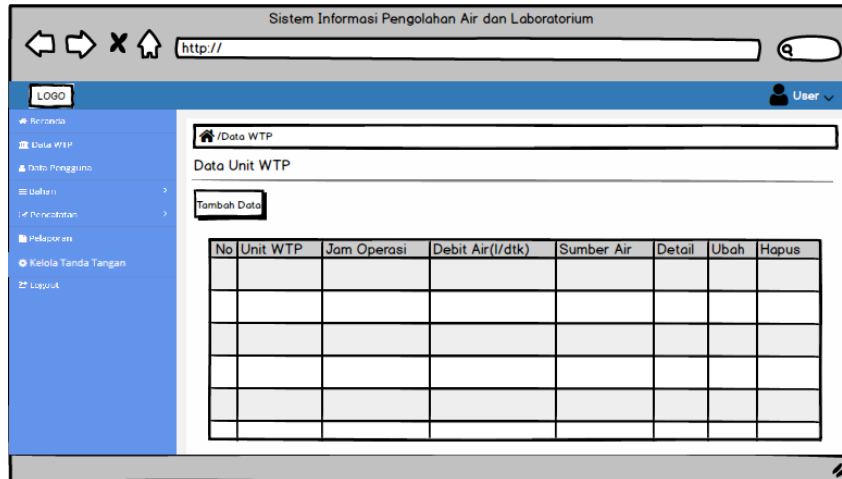 Sistem Informasi Pengolahan Air dan Laboratorium
http://
LOGO
User
Beranda
Data WTP
Data Pengguna
Bahan
Pencatatan
Pelaporan
Kelola Tanda Tangan
Logout
/Data WTP
Data Unit WTP
Tambah Data
No Unit WTP Jam Operasi Debit Air(l/dtk) Sumber Air Detail Ubah Hapus